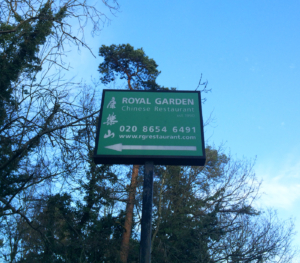 ROYAL GARDEN
Chinese Restaurant
020 8654 6491
www.rgrestaurant.com